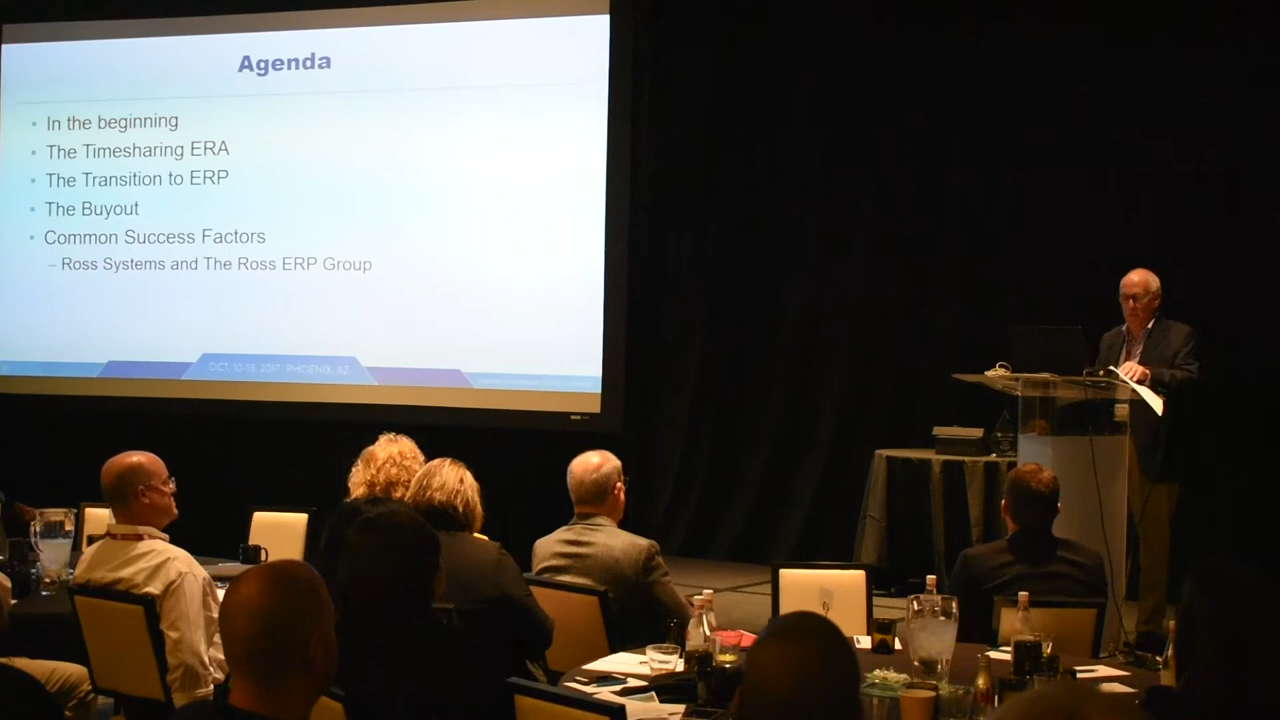 Agenda
• In the beginning
• The Timesharing ERA
• The Transition to ERP
• The Buyout
• Common Success Factors
– Ross Systems and The Ross ERP Group
OCT, 10-13, 2017 · PHOENIX, AZ